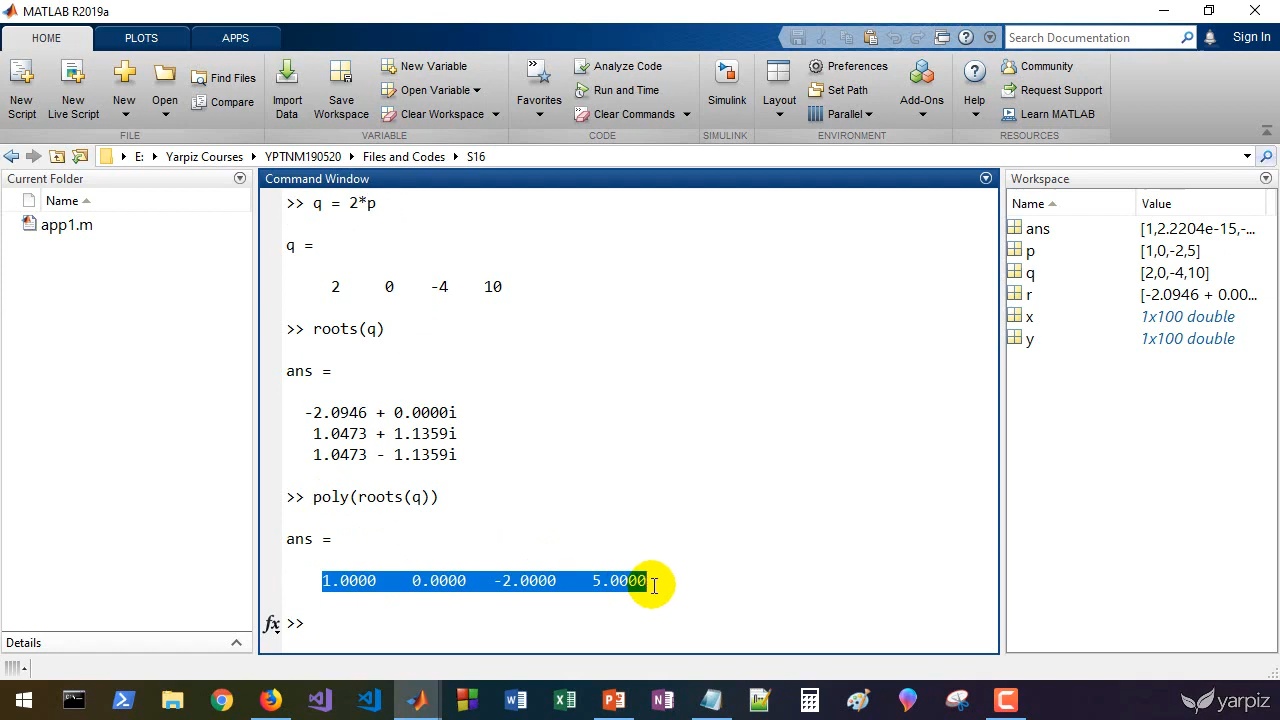 MATLAB R2019a
HOME PLOTS APPS Search Documentation Sign In
New Script
New Live Script
New
Open
Find Files
Compare
FILE
Import Data
Save Workspace
New Variable
Open Variable
Clear Workspace
VARIABLE
Favorites
Analyze Code
Run and Time
Clear Commands
CODE
Simulink
SIMULINK
Layout
Preferences
Set Path
Parallel
Add-Ons
ENVIRONMENT
Help
Community
Request Support
Learn MATLAB
RESOURCES
E: Yarpiz Courses YPTNM190520 Files and Codes S16
Current Folder
Name
app1.m
Details
Command Window
>> q = 2*p
q =
2 0 -4 10
>> roots(q)
ans =
-2.0946 + 0.0000i
1.0473 + 1.1359i
1.0473 - 1.1359i
>> poly(roots(q))
ans =
1.0000 0.0000 -2.0000 5.0000
fx >>
Workspace
Name Value
ans [1,2.2204e-15,-...
p [1,0,-2,5]
q [2,0,-4,10]
r [-2.0946 + 0.00...
x 1x100 double
y 1x100 double
yarpiz